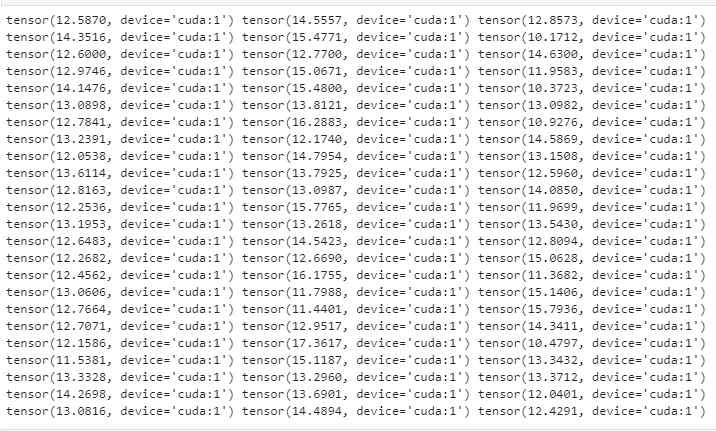 tensor(12.5870, device='cuda:1') tensor(14.5557, device='cuda:1') tensor(12.8573, device='cuda:1')
tensor(14.3516, device='cuda:1') tensor(15.4771, device='cuda:1') tensor(10.1712, device='cuda:1')
tensor(12.6000, device='cuda:1') tensor(12.7700, device='cuda:1') tensor(14.6300, device='cuda:1')
tensor(12.9746, device='cuda:1') tensor(15.0671, device='cuda:1') tensor(11.9583, device='cuda:1')
tensor(14.1476, device='cuda:1') tensor(15.4800, device='cuda:1') tensor(10.3723, device='cuda:1')
tensor(13.0898, device='cuda:1') tensor(13.8121, device='cuda:1') tensor(13.0982, device='cuda:1')
tensor(12.7841, device='cuda:1') tensor(16.2883, device='cuda:1') tensor(10.9276, device='cuda:1')
tensor(13.2391, device='cuda:1') tensor(12.1740, device='cuda:1') tensor(14.5869, device='cuda:1')
tensor(12.0538, device='cuda:1') tensor(14.7954, device='cuda:1') tensor(13.1508, device='cuda:1')
tensor(13.6114, device='cuda:1') tensor(13.7925, device='cuda:1') tensor(12.5960, device='cuda:1')
tensor(12.8163, device='cuda:1') tensor(13.0987, device='cuda:1') tensor(14.0850, device='cuda:1')
tensor(12.2536, device='cuda:1') tensor(15.7765, device='cuda:1') tensor(11.9699, device='cuda:1')
tensor(13.1953, device='cuda:1') tensor(13.2618, device='cuda:1') tensor(13.5430, device='cuda:1')
tensor(12.6483, device='cuda:1') tensor(14.5423, device='cuda:1') tensor(12.8094, device='cuda:1')
tensor(12.2682, device='cuda:1') tensor(12.6690, device='cuda:1') tensor(15.0628, device='cuda:1')
tensor(12.4562, device='cuda:1') tensor(16.1755, device='cuda:1') tensor(11.3682, device='cuda:1')
tensor(13.0606, device='cuda:1') tensor(11.7988, device='cuda:1') tensor(15.1406, device='cuda:1')
tensor(12.7664, device='cuda:1') tensor(11.4401, device='cuda:1') tensor(15.7936, device='cuda:1')
tensor(12.7071, device='cuda:1') tensor(12.9517, device='cuda:1') tensor(14.3411, device='cuda:1')
tensor(12.1586, device='cuda:1') tensor(17.3617, device='cuda:1') tensor(10.4797, device='cuda:1')
tensor(11.5381, device='cuda:1') tensor(15.1187, device='cuda:1') tensor(13.3432, device='cuda:1')
tensor(13.3328, device='cuda:1') tensor(13.2960, device='cuda:1') tensor(13.3712, device='cuda:1')
tensor(14.2698, device='cuda:1') tensor(13.6901, device='cuda:1') tensor(12.0401, device='cuda:1')
tensor(13.0816, device='cuda:1') tensor(14.4894, device='cuda:1') tensor(12.4291, device='cuda:1')